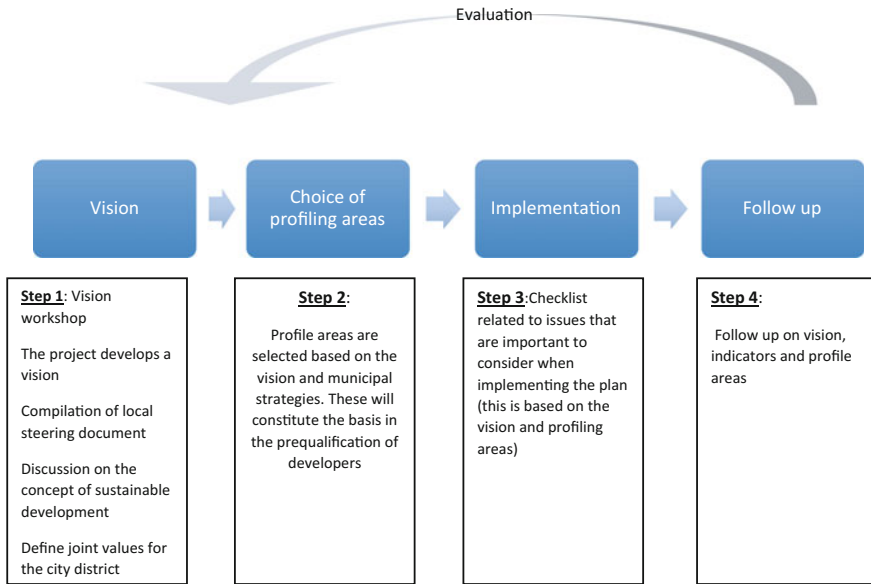 Evaluation
Vision
Choice of
profiling areas
Implementation
Follow up
Step 1: Vision
workshop
The project develops a
vision
Compilation of local
steering document
Discussion on the
concept of sustainable
development
Define joint values for
the city district
Step 2:
Profile areas are
selected based on the
vision and municipal
strategies. These will
constitute the basis in
the prequalification of
developers
Step 3:Checklist
related to issues that
are important to
consider when
implementing the plan
(this is based on the
vision and profiling
areas)
Step 4:
Follow up on vision,
indicators and profile
areas